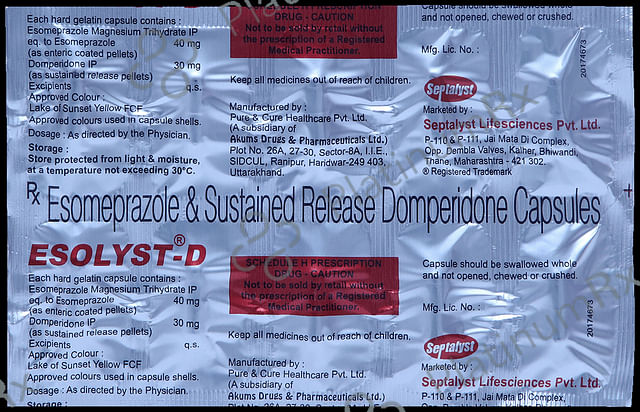 Each hard gelatin capsule contains :
Esomeprazole Magnesium Trihydrate IP
eq. to Esomeprazole 40 mg
(as enteric coated pellets)
Domperidone IP 30 mg
(as sustained release pellets)
Excipients q.s.
Approved Colour :
Lake of Sunset Yellow FCF
Approved colours used in capsule shells.
Dosage : As directed by the Physician.
Storage :
Store protected from light & moisture,
at a temperature not exceeding 30°C.
SCHEDULE H PRESCRIPTION
DRUG - CAUTION
Not to be sold by retail without
the prescription of a Registered
Medical Practitioner.
Keep all medicines out of reach of children.
Manufactured by :
Pure & Cure Healthcare Pvt. Ltd.
(A subsidiary of
Akums Drugs & Pharmaceuticals Ltd.)
Plot No. 26A, 27-30, Sector-8A, I.I.E.,
SIDCUL, Ranipur, Haridwar-249 403,
Uttarakhand.
Capsule should be swallowed whole
and not opened, chewed or crushed.
Mfg. Lic. No. :
20174673
Septalyst
Marketed by :
Septalyst Lifesciences Pvt. Ltd.
P-110 & P-111, Jai Mata Di Complex,
Opp. Dembla Valves, Kalher, Bhiwandi,
Thane, Maharashtra - 421 302.
® Registered Trademark
Rx Esomeprazole & Sustained Release Domperidone Capsules
ESOLYST-D®
Each hard gelatin capsule contains :
Esomeprazole Magnesium Trihydrate IP
eq. to Esomeprazole 40 mg
(as enteric coated pellets)
Domperidone IP 30 mg
(as sustained release pellets)
Excipients q.s.
Approved Colour :
Lake of Sunset Yellow FCF
Approved colours used in capsule shells.
Dosage : As directed by the Physician.
Storage :
SCHEDULE H PRESCRIPTION
DRUG - CAUTION
Not to be sold by retail without
the prescription of a Registered
Medical Practitioner.
Keep all medicines out of reach of children.
Manufactured by :
Pure & Cure Healthcare Pvt. Ltd.
(A subsidiary of
Akums Drugs & Pharmaceuticals Ltd.)
Plot No. 26A, 27-30,
Capsule should be swallowed whole
and not opened, chewed or crushed.
Mfg. Lic. No. :
20174673
Septalyst
Marketed by :
Septalyst Lifesciences Pvt. Ltd.
P-110 & P-111, Jai Mata Di Complex,